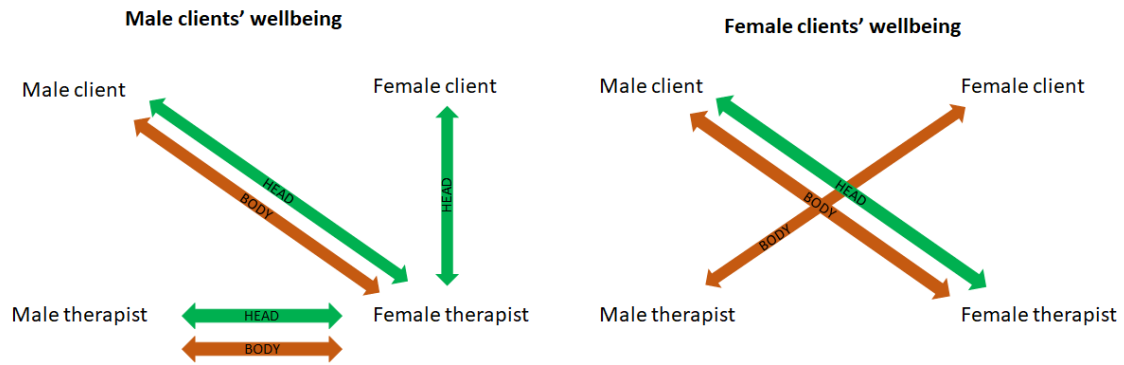 Male clients’ wellbeing
Male client
Female client
HEAD
BODY
HEAD
Male therapist
HEAD
BODY
Female therapist
Female clients’ wellbeing
Male client
Female client
HEAD
BODY
BODY
Male therapist
Female therapist